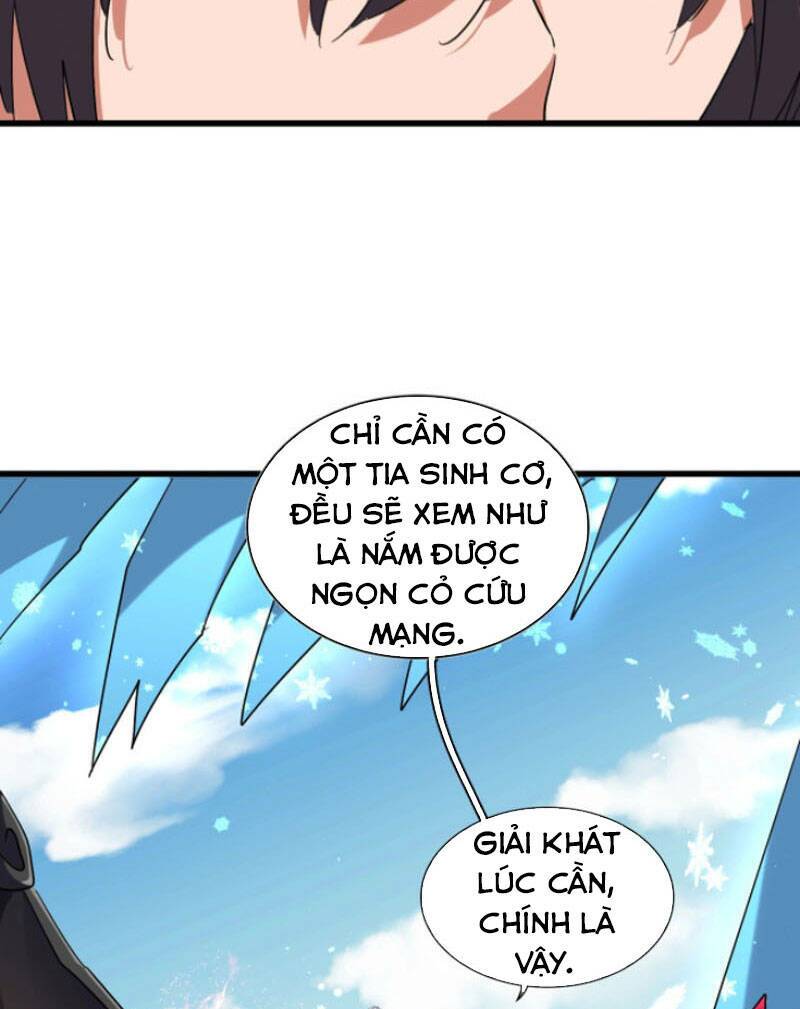 CHỈ CẦN CÓ
MỘT TIA SINH CƠ,
ĐỀU SẼ XEM NHƯ
LÀ NẮM ĐƯỢC
NGỌN CỎ CỨU
MẠNG.
GIẢI KHÁT
LÚC CẦN,
CHÍNH LÀ
VẬY.